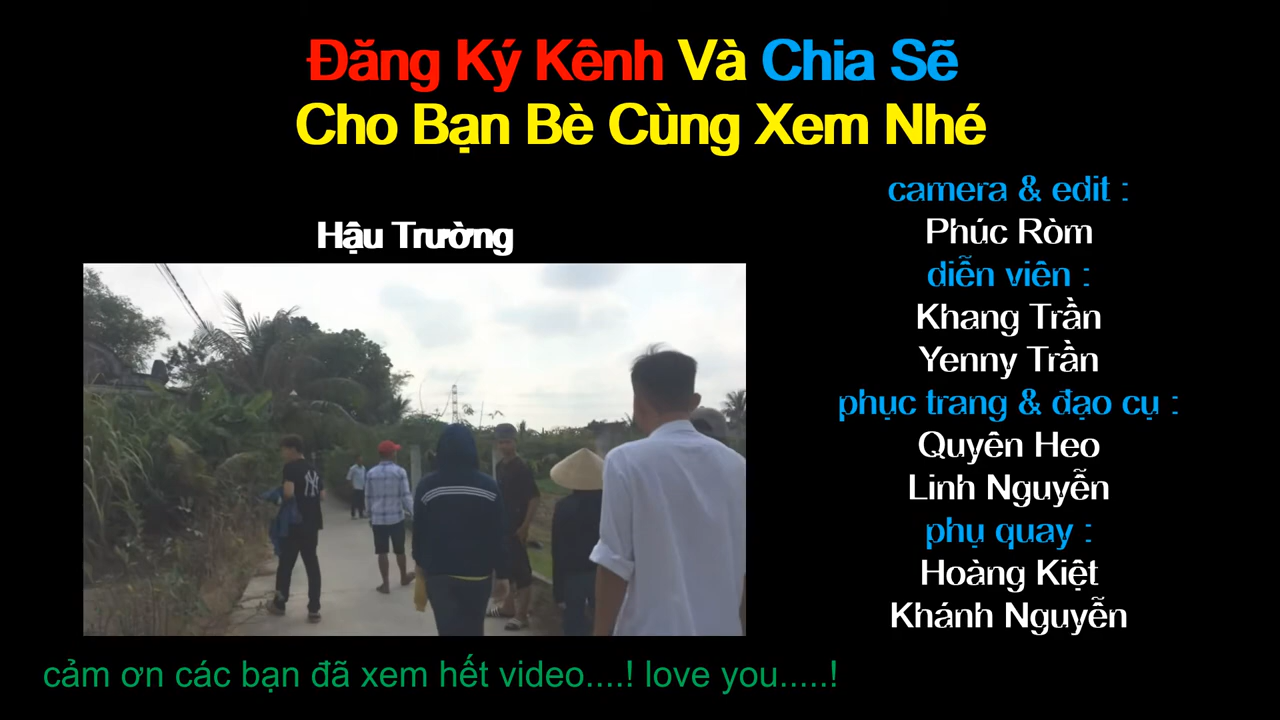 Đăng Ký Kênh Và Chia Sẽ
Cho Bạn Bè Cùng Xem Nhé
Hậu Trường
camera & edit :
Phúc Ròm
diễn viên :
Khang Trần
Yenny Trần
phục trang & đạo cụ :
Quyên Heo
Linh Nguyễn
phụ quay :
Hoàng Kiệt
Khánh Nguyễn
NY
cảm ơn các bạn đã xem hết video....! love you.....!